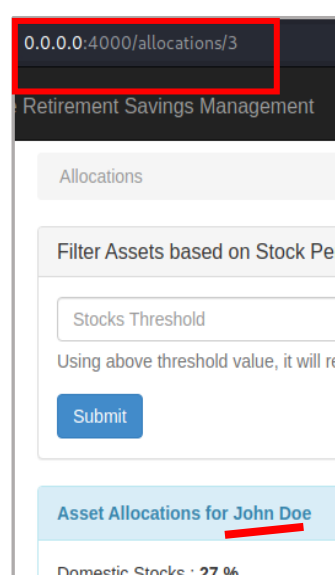 0.0.0.0:4000/allocations/3
Retirement Savings Management
Allocations
Filter Assets based on Stock Pe
Stocks Threshold
Using above threshold value, it will re
Submit
Asset Allocations for John Doe
Domestic Stocks : 27 %